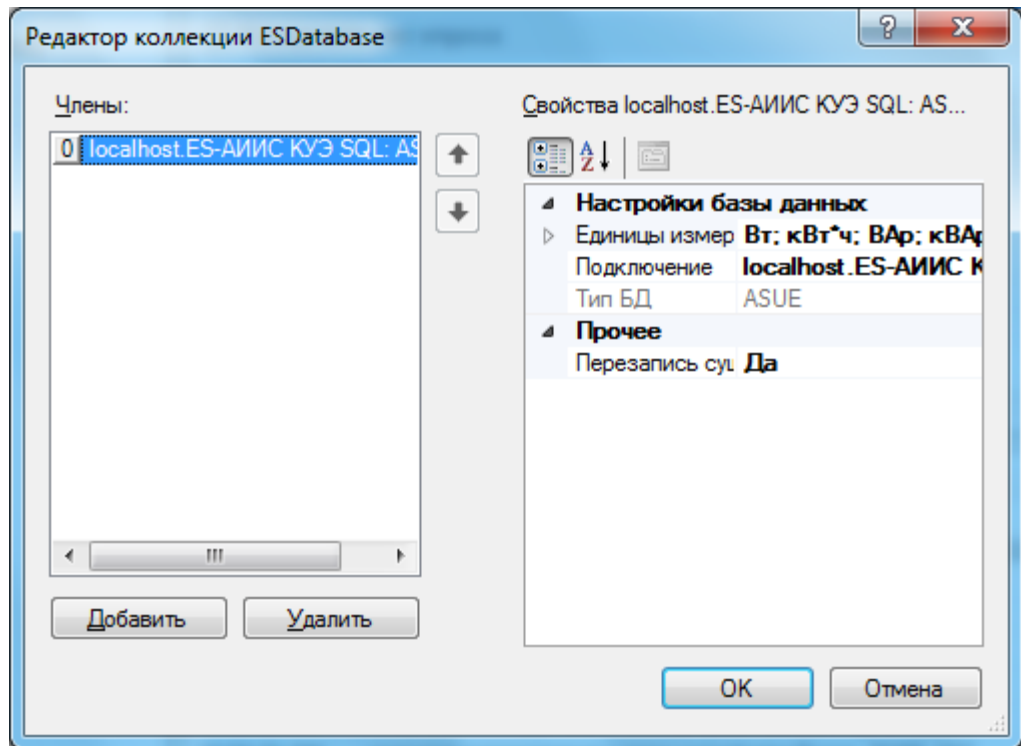 Редактор коллекции ESDatabase
Члены:
0 localhost.ES-АИИС КУЭ SQL: AS
Добавить
Удалить
Свойства localhost.ES-АИИС КУЭ SQL: AS...
Настройки базы данных
Единицы измер Вт; кВт*ч; ВАр; кВАр
Подключение localhost.ES-АИИС К
Тип БД ASUE
Прочее
Перезапись сущ Да
OK
Отмена